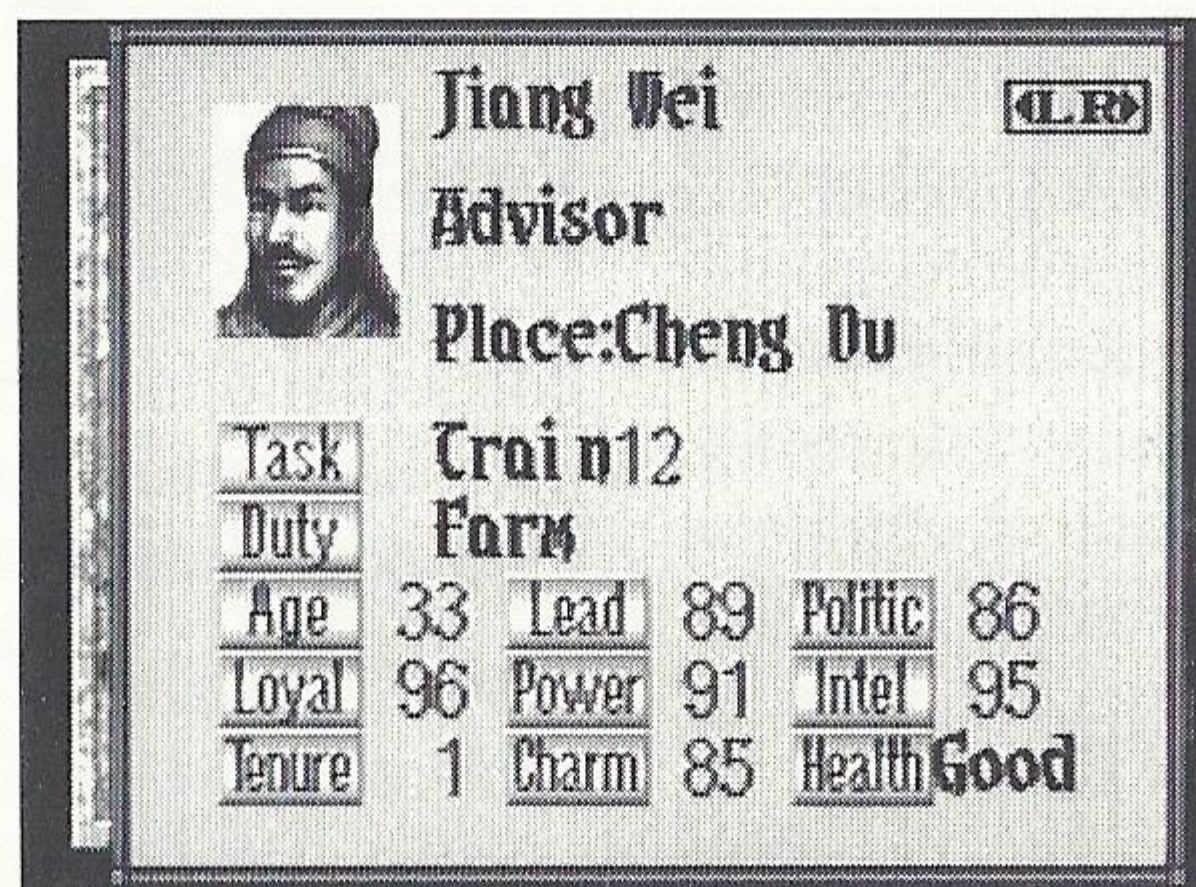 Jiang Wei
L R
Advisor
Place:Cheng Du
Task Train12
Duty Farm
Age 33 Lead 89 Politic 86
Loyal 96 Power 91 Intel 95
Tenure 1 Charm 85 Health Good